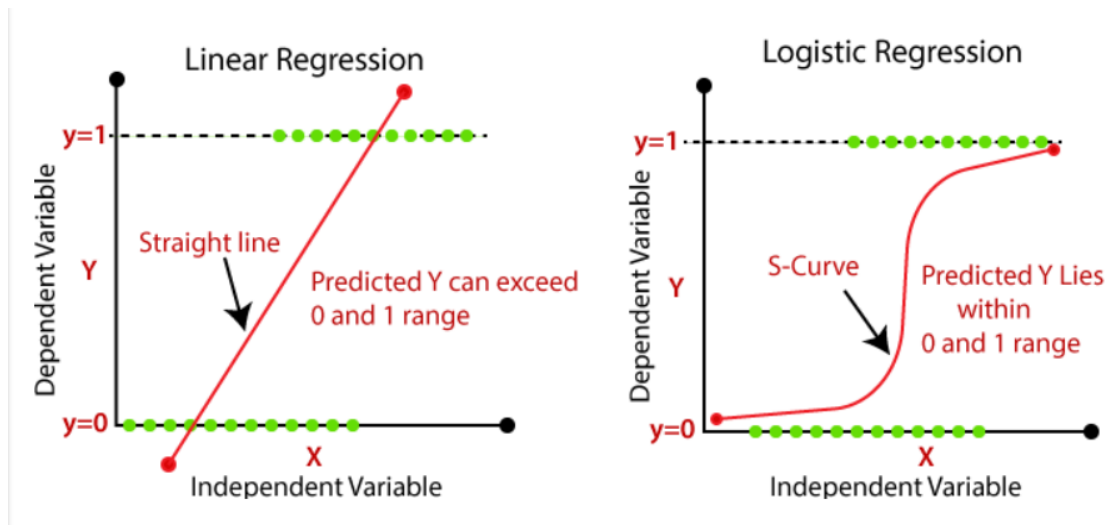 Linear Regression
y=1
Dependent Variable
Y
Straight line
Predicted Y can exceed
0 and 1 range
y=0
X
Independent Variable
Logistic Regression
y=1
Dependent Variable
Y
S-Curve
Predicted Y Lies
within
0 and 1 range
y=0
X
Independent Variable